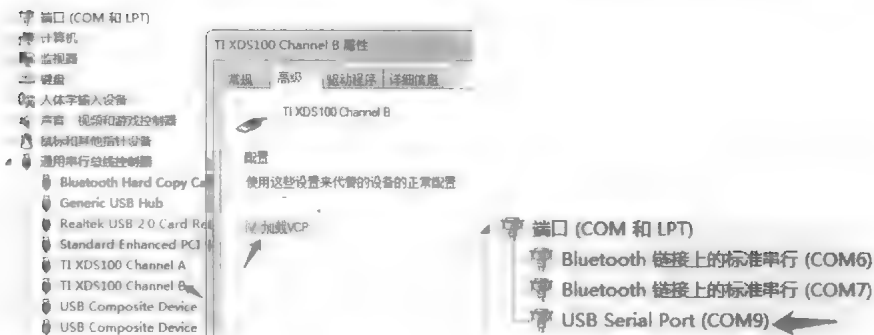 端口 (COM 和 LPT)
计算机
监视器
键盘
人体学输入设备
声音、视频和游戏控制器
鼠标和其他指针设备
通用串行总线控制器
Bluetooth Hard Copy
Generic USB Hub
Realtek USB 2.0 Card
Standard Enhanced PCI
TI XDS100 Channel A
TI XDS100 Channel B
USB Composite Device
USB Composite Device
TI XDS100 Channel B 属性
常规 高级 驱动程序 详细信息
TI XDS100 Channel B
配置
使用这些设置来代替的设备的正常配置
加载VCP
端口 (COM 和 LPT)
Bluetooth 链接上的标准串行 (COM6)
Bluetooth 链接上的标准串行 (COM7)
USB Serial Port (COM9)